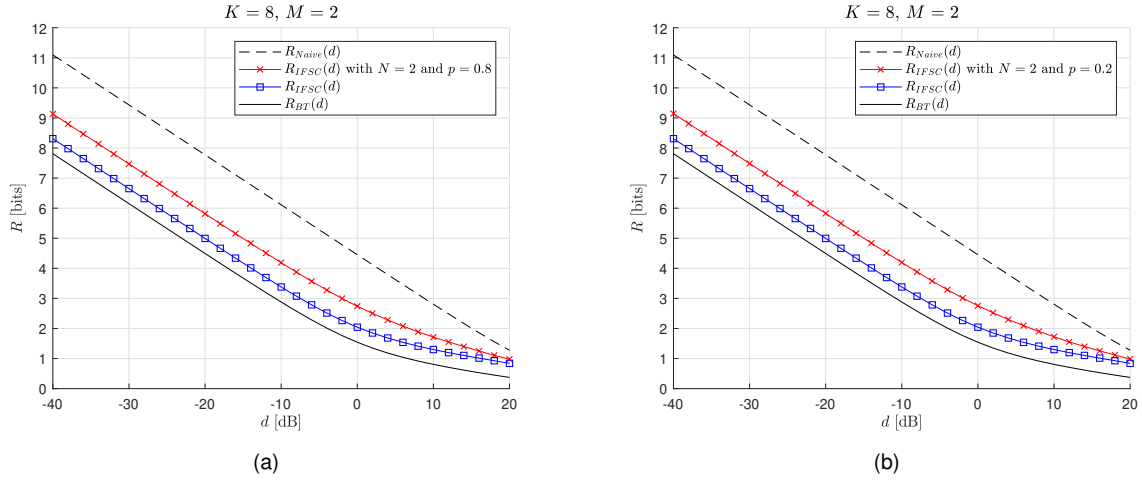 K = 8, M = 2
12
11
10
9
8
7
6
5
4
3
2
1
0
R [bits]
R_{Naive}(d)
R_{IFSC}(d) with N = 2 and p = 0.8
R_{IFSC}(d)
R_{BT}(d)
-40 -30 -20 -10 0 10 20
d [dB]
(a)
K = 8, M = 2
12
11
10
9
8
7
6
5
4
3
2
1
0
R [bits]
R_{Naive}(d)
R_{IFSC}(d) with N = 2 and p = 0.2
R_{IFSC}(d)
R_{BT}(d)
-40 -30 -20 -10 0 10 20
d [dB]
(b)